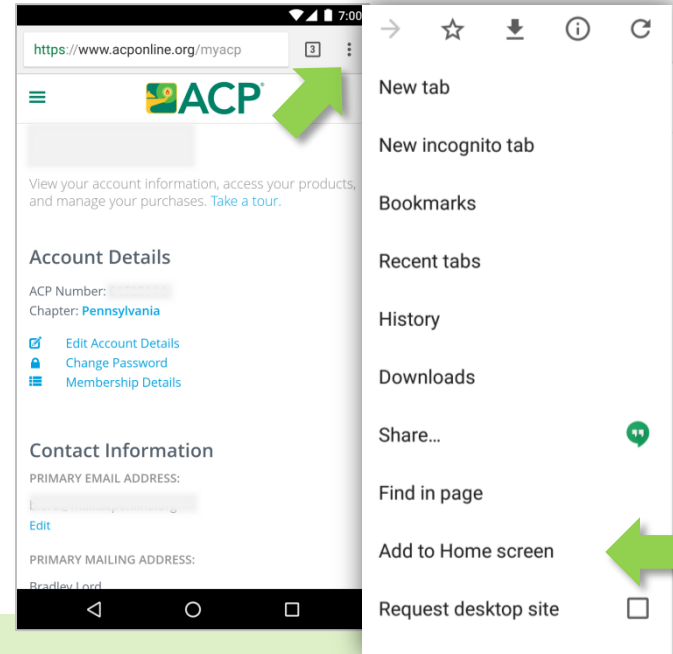 7:00
https://www.acponline.org/myacp
3
ACP
View your account information, access your products,
and manage your purchases. Take a tour.
Account Details
ACP Number:
Chapter: Pennsylvania
Edit Account Details
Change Password
Membership Details
Contact Information
PRIMARY EMAIL ADDRESS:
Edit
PRIMARY MAILING ADDRESS:
Bradley Lord
New tab
New incognito tab
Bookmarks
Recent tabs
History
Downloads
Share...
Find in page
Add to Home screen
Request desktop site